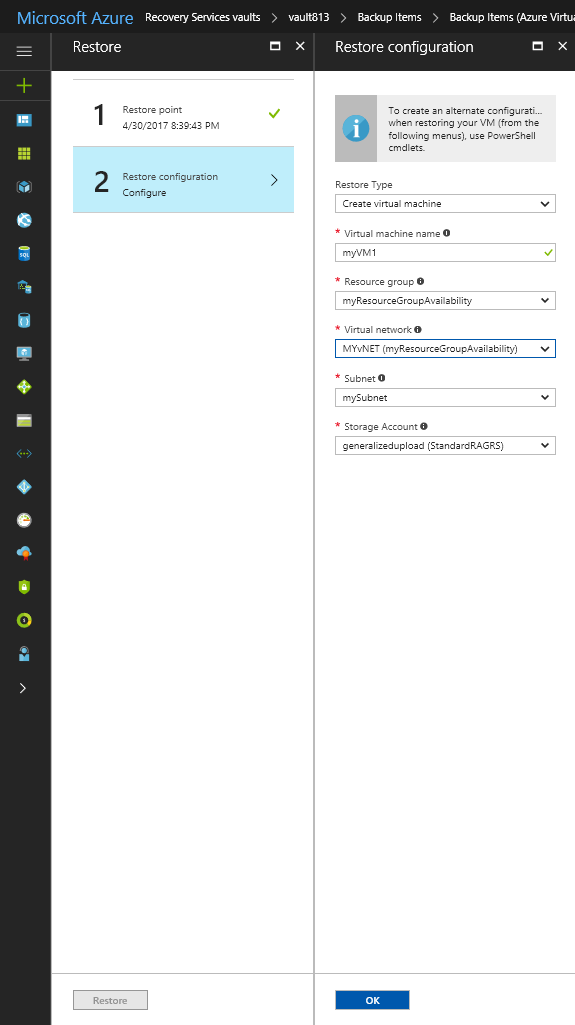 Microsoft Azure Recovery Services vaults > vault813 > Backup Items > Backup Items (Azure Virtua
Restore
1
Restore point
4/30/2017 8:39:43 PM
2
Restore configuration
Configure
Restore
Restore configuration
To create an alternate configurati...
when restoring your VM (from the
following menus), use PowerShell
cmdlets.
Restore Type
Create virtual machine
* Virtual machine name
myVM1
* Resource group
myResourceGroupAvailability
* Virtual network
MYvNET (myResourceGroupAvailability)
* Subnet
mySubnet
* Storage Account
generalizedupload (StandardRAGRS)
OK